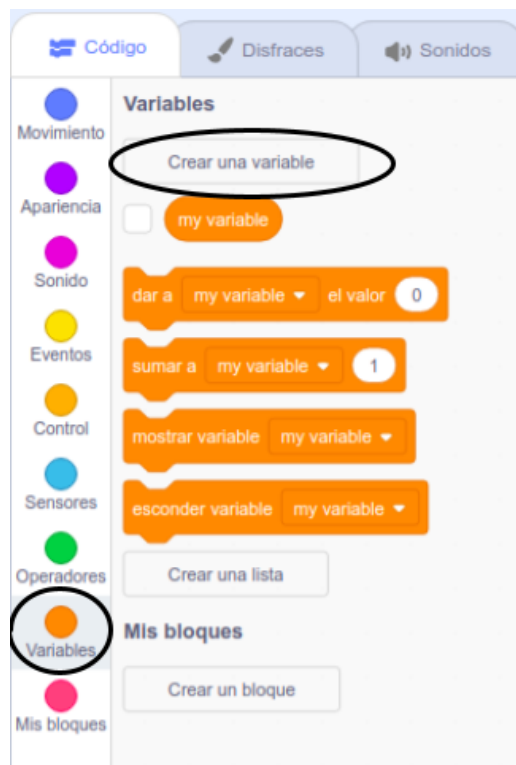 Código
Disfraces
Sonidos
Movimiento
Apariencia
Sonido
Eventos
Control
Sensores
Operadores
Variables
Mis bloques
Variables
Crear una variable
my variable
dar a my variable el valor 0
sumar a my variable 1
mostrar variable my variable
esconder variable my variable
Crear una lista
Mis bloques
Crear un bloque